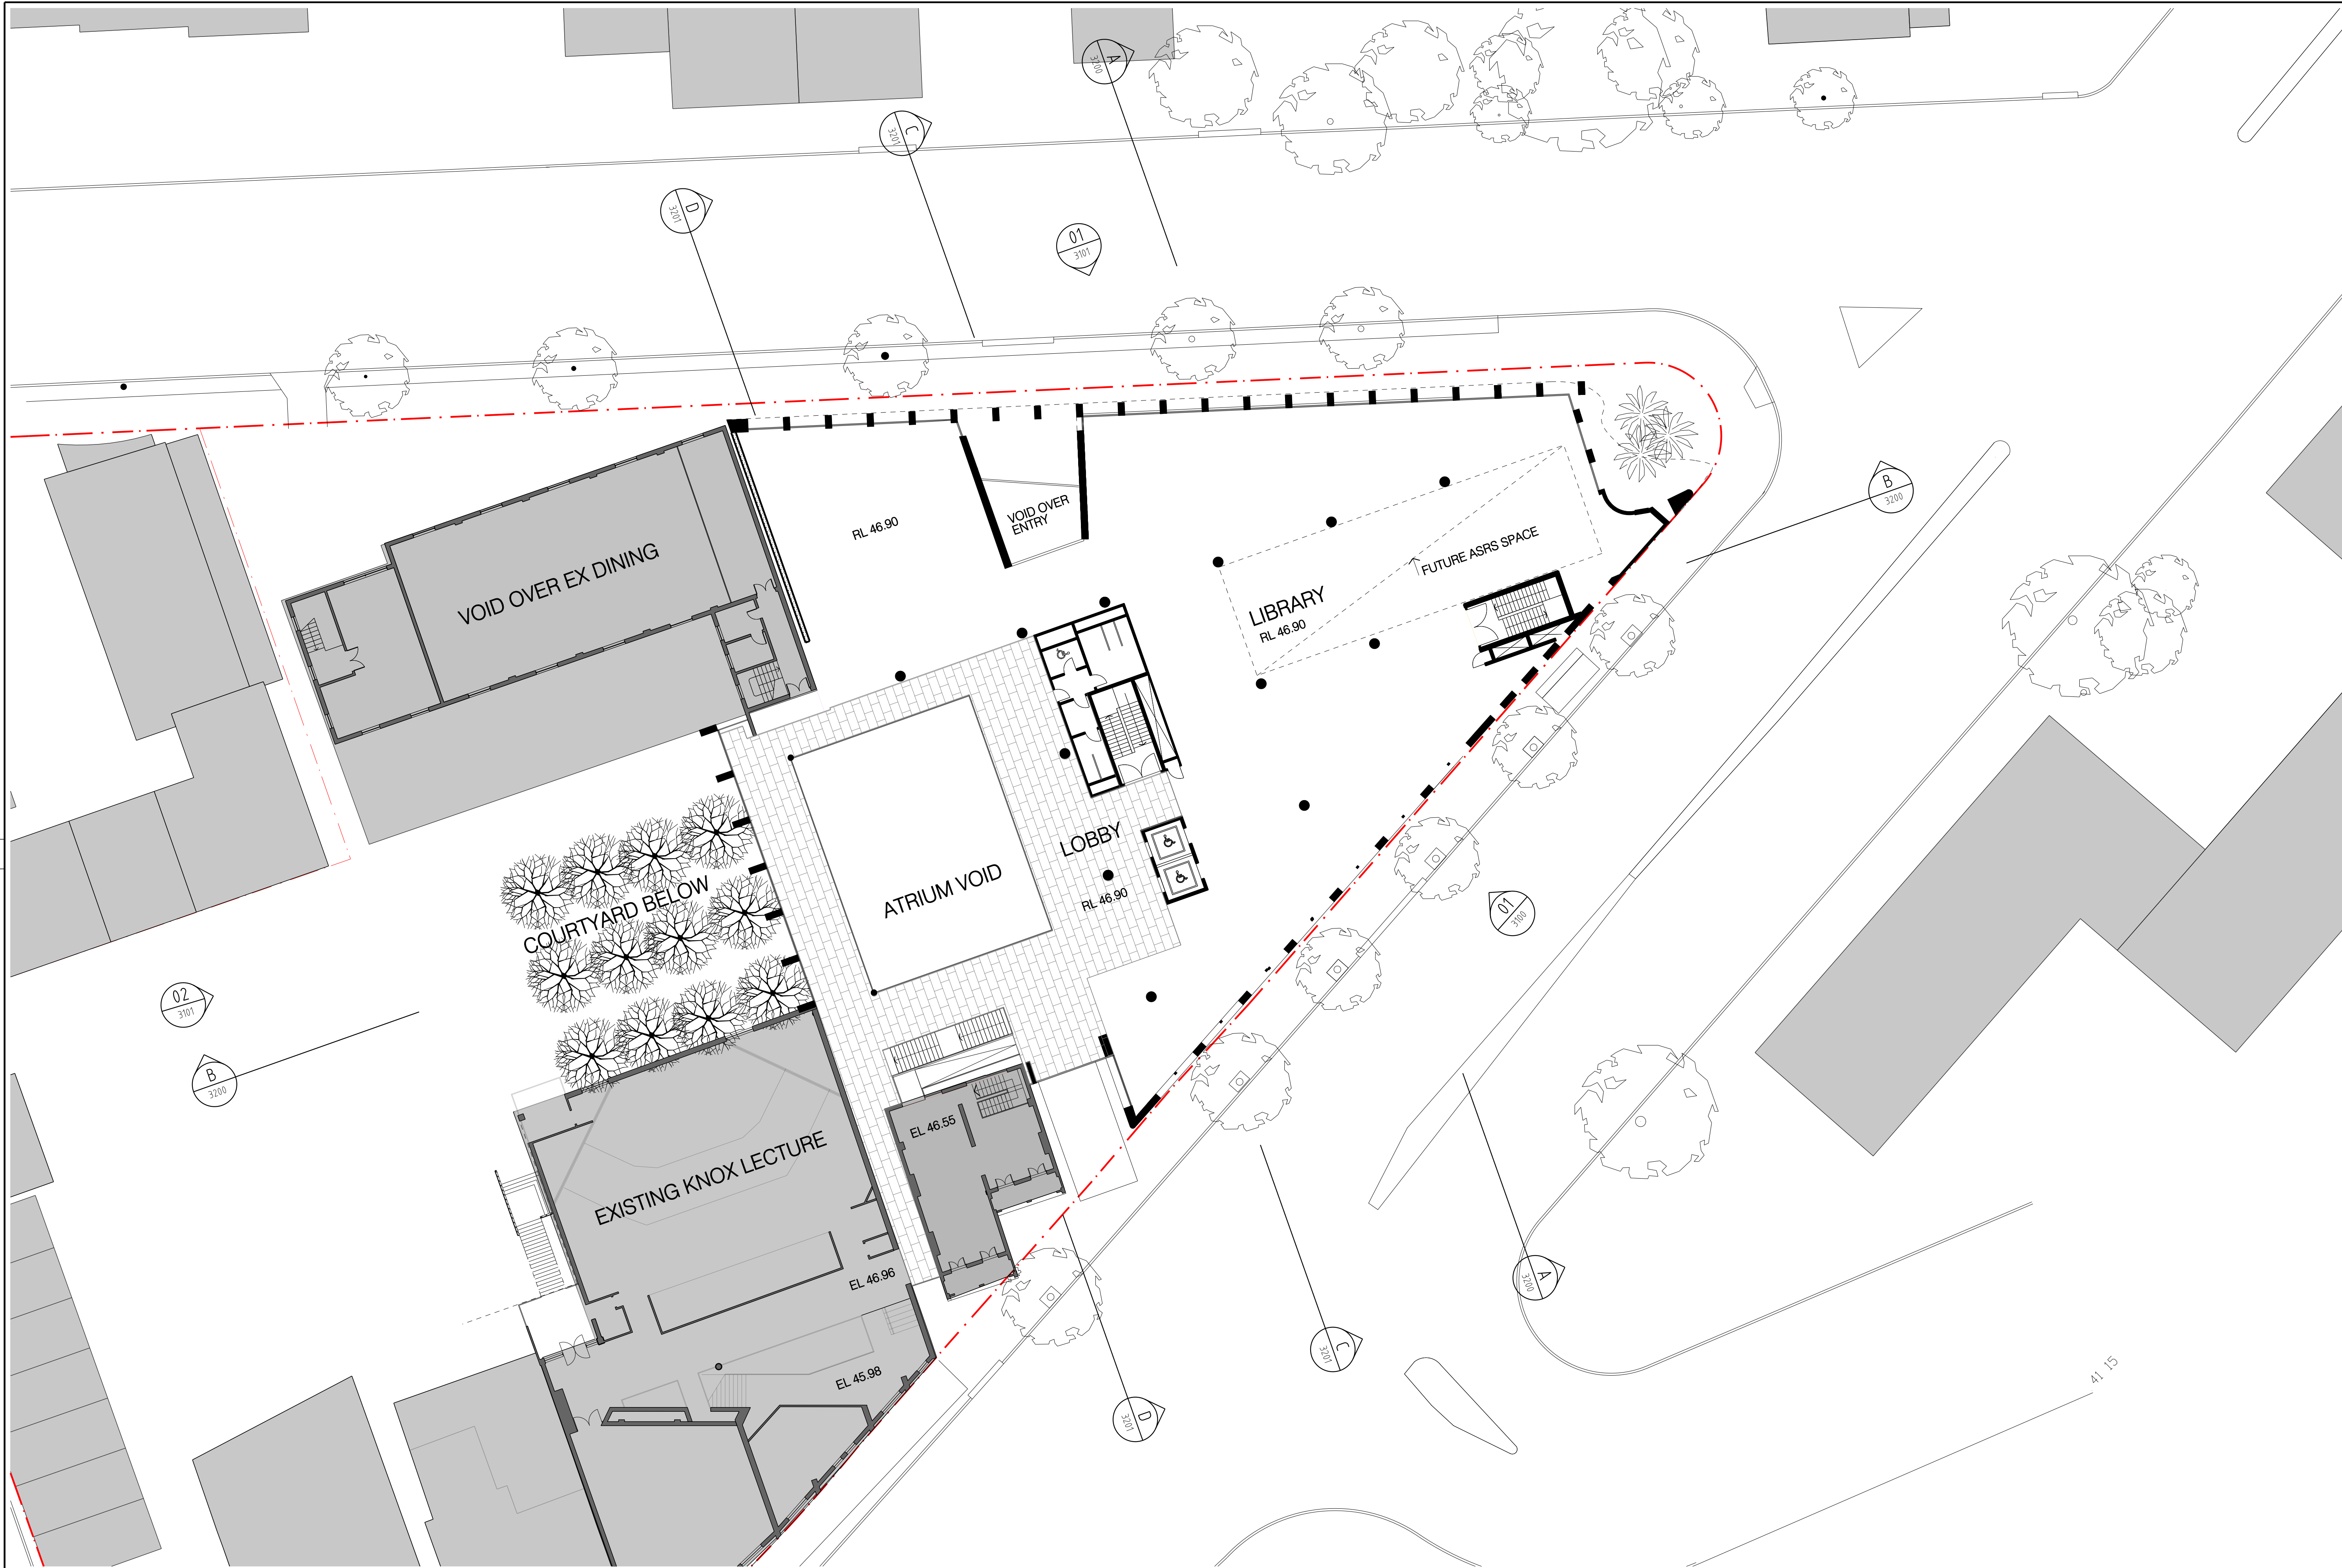 A
3200
C
3201
D
3201
01
3101
B
3200
RL 46.90
VOID OVER
ENTRY
FUTURE ASRS SPACE
VOID OVER EX DINING
LIBRARY
RL 46.90
LOBBY
ATRIUM VOID
RL 46.90
COURTYARD BELOW
01
3100
02
3101
B
3200
EL 46.55
EXISTING KNOX LECTURE
EL 46.96
A
3200
C
3201
EL 45.98
D
3201
41 15